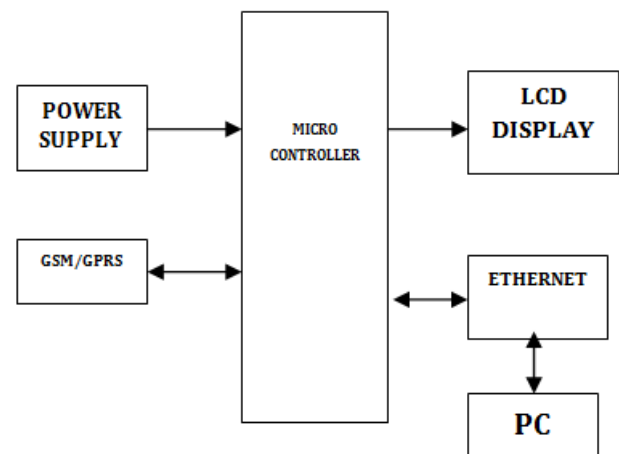 POWER
SUPPLY
GSM/GPRS
MICRO
CONTROLLER
LCD
DISPLAY
ETHERNET
PC